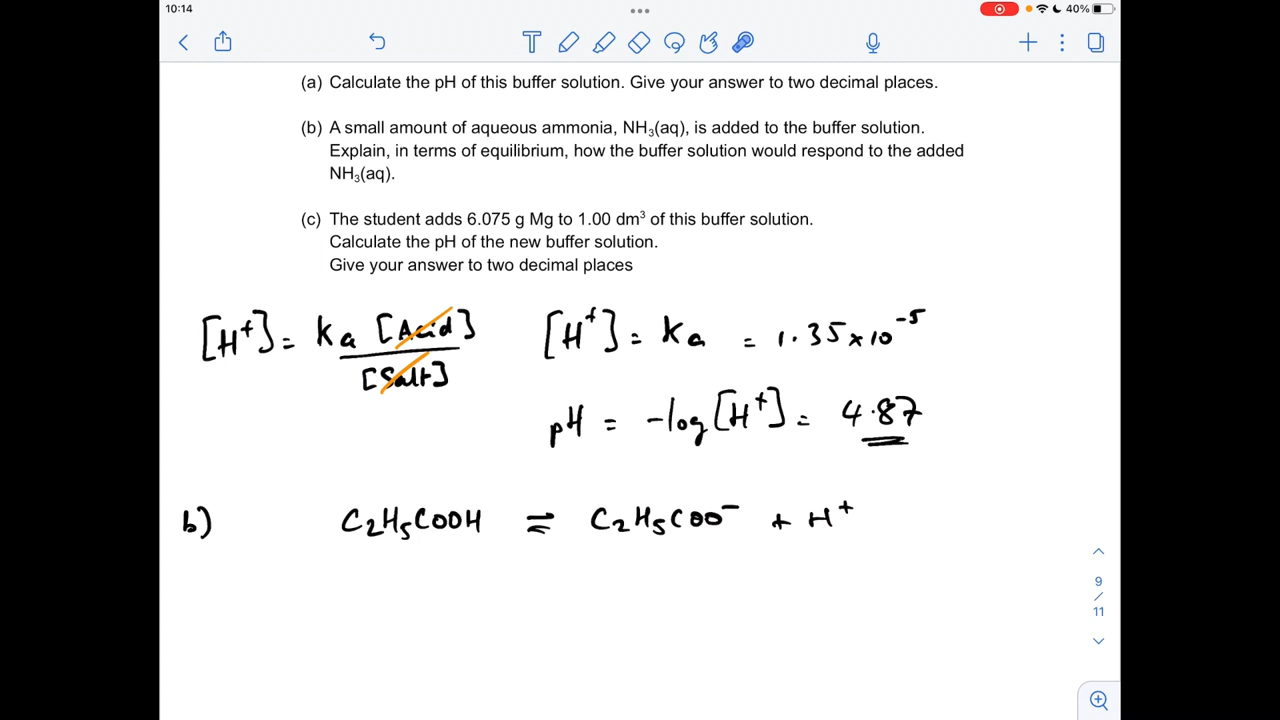 10:14
40%
(a) Calculate the pH of this buffer solution. Give your answer to two decimal places.
(b) A small amount of aqueous ammonia, NH₃(aq), is added to the buffer solution.
Explain, in terms of equilibrium, how the buffer solution would respond to the added
NH₃(aq).
(c) The student adds 6.075 g Mg to 1.00 dm³ of this buffer solution.
Calculate the pH of the new buffer solution.
Give your answer to two decimal places
[H⁺] = Ka [Acid] / [Salt]
[H⁺] = Ka = 1.35 × 10⁻⁵
pH = -log [H⁺] = 4.87
b) C₂H₅COOH ⇌ C₂H₅COO⁻ + H⁺
9
/
11